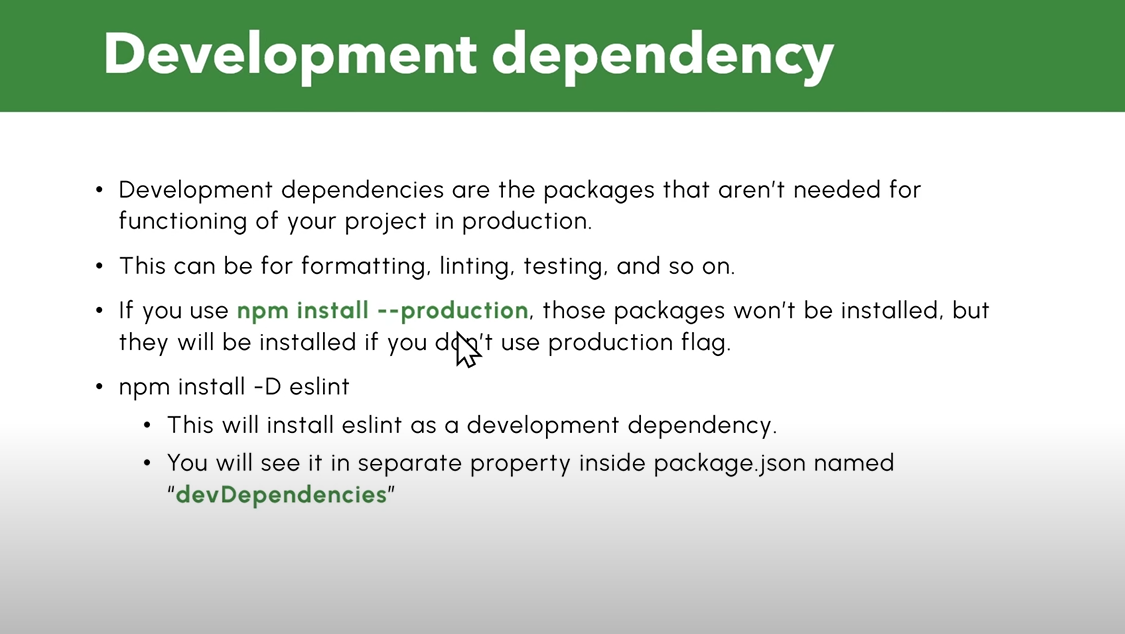 Development dependency
• Development dependencies are the packages that aren't needed for
functioning of your project in production.
• This can be for formatting, linting, testing, and so on.
• If you use npm install --production, those packages won't be installed, but
they will be installed if you don't use production flag.
• npm install -D eslint
• This will install eslint as a development dependency.
• You will see it in separate property inside package.json named
"devDependencies"